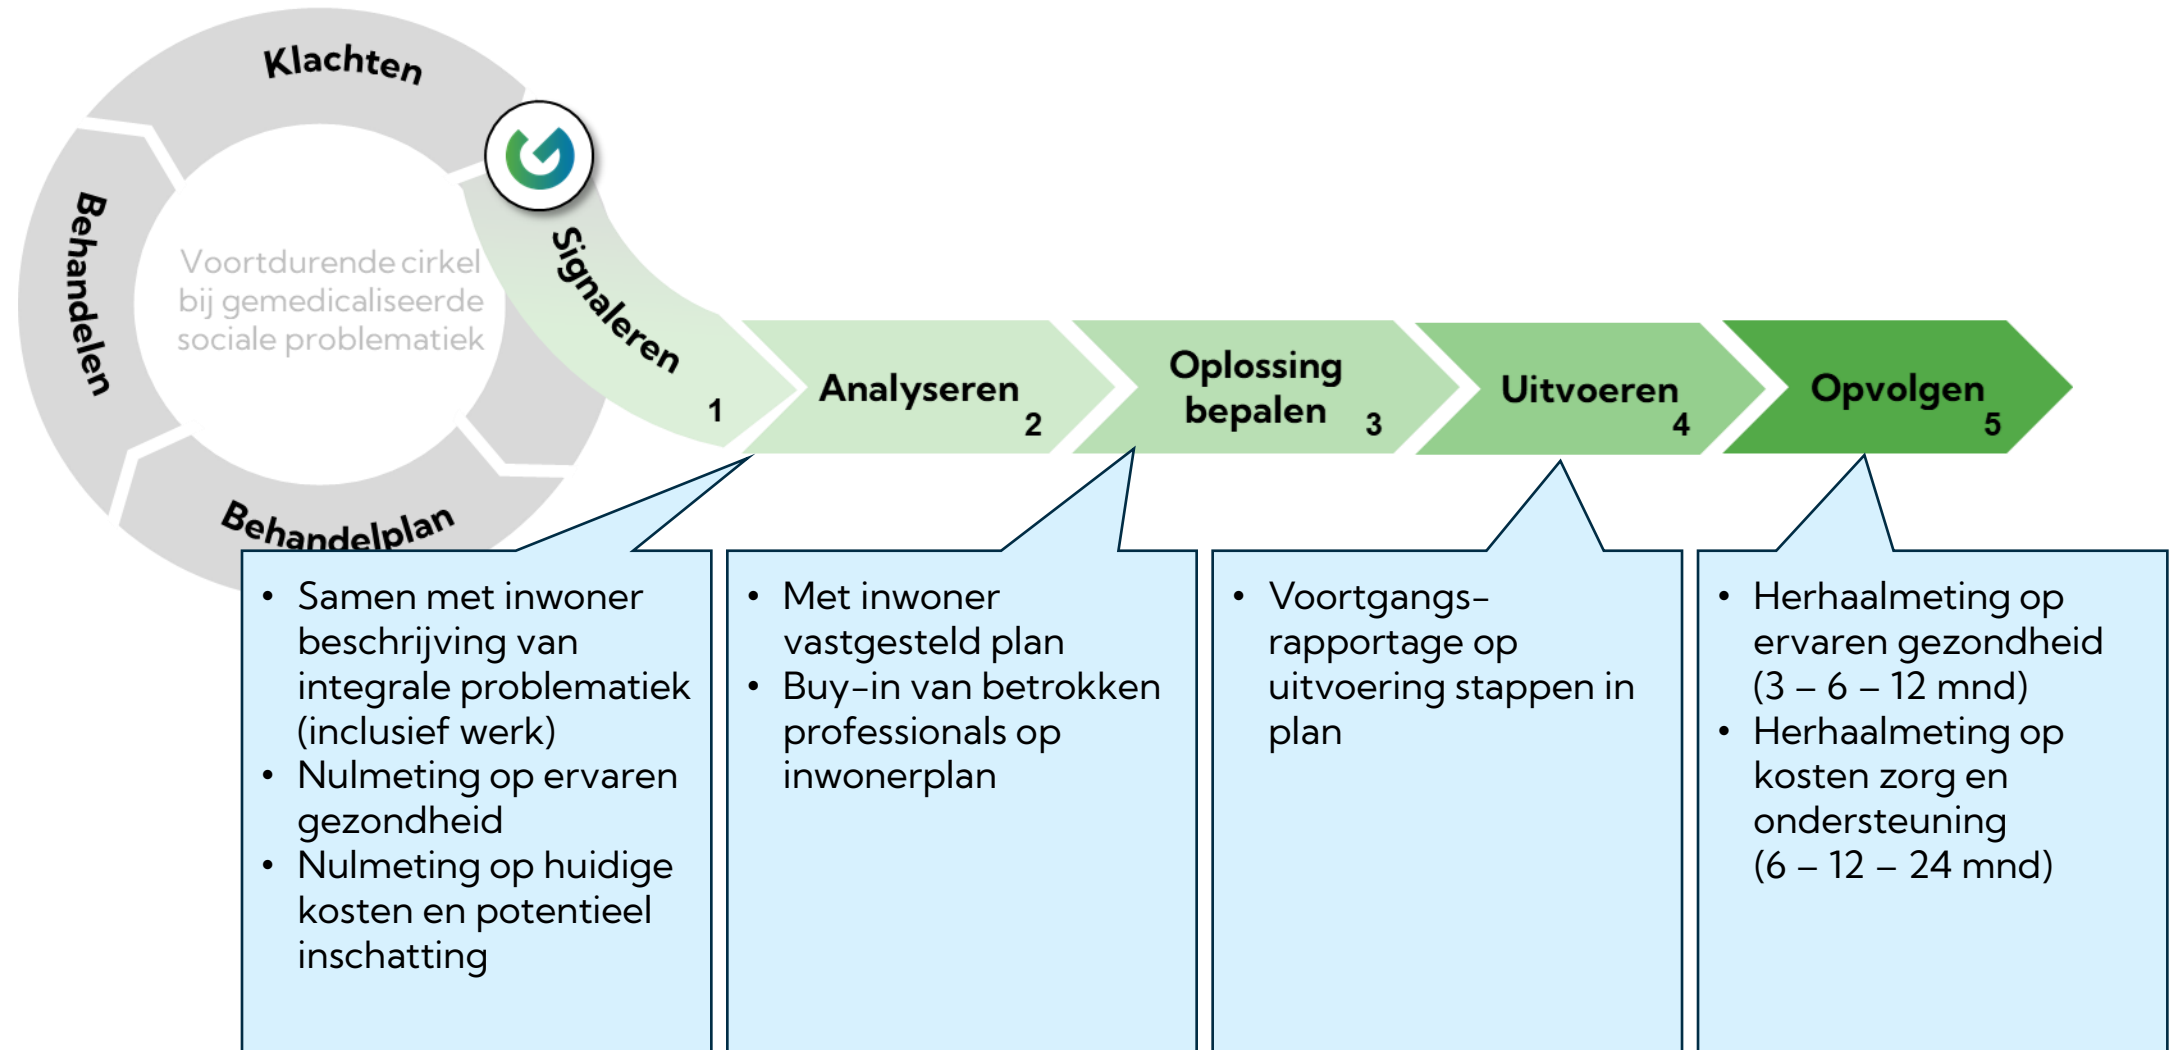 Klachten
Behandelen
Behandelplan
Voortdurende cirkel
bij gemedicaliseerde
sociale problematiek
Signaleren
1
Analyseren
2
Oplossing
bepalen
3
Uitvoeren
4
Opvolgen
5
• Samen met inwoner
beschrijving van
integrale problematiek
(inclusief werk)
• Nulmeting op ervaren
gezondheid
• Nulmeting op huidige
kosten en potentieel
inschatting
• Met inwoner
vastgesteld plan
• Buy-in van betrokken
professionals op
inwonerplan
• Voortgangs-
rapportage op
uitvoering stappen in
plan
• Herhaalmeting op
ervaren gezondheid
(3 – 6 – 12 mnd)
• Herhaalmeting op
kosten zorg en
ondersteuning
(6 – 12 – 24 mnd)